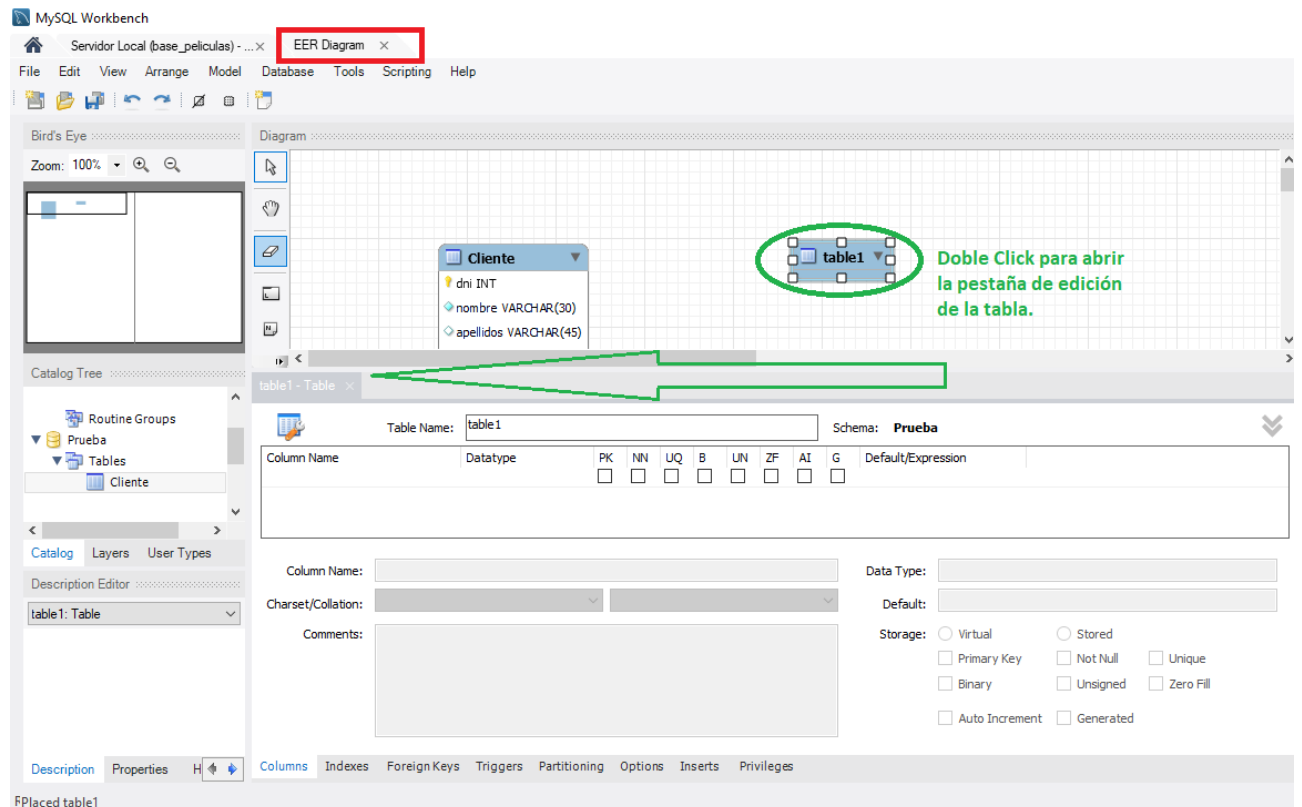 MySQL Workbench
Servidor Local (base_peliculas) - ...× EER Diagram ×
File Edit View Arrange Model Database Tools Scripting Help
Bird's Eye
Zoom: 100%
Diagram
Cliente
dni INT
nombre VARCHAR(30)
apellidos VARCHAR(45)
table1
Doble Click para abrir
la pestaña de edición
de la tabla.
Catalog Tree
Routine Groups
Prueba
Tables
Cliente
Catalog Layers User Types
Description Editor
table1: Table
Description Properties H
table1 - Table ×
Table Name: table1 Schema: Prueba
Column Name Datatype PK NN UQ B UN ZF AI G Default/Expression
Column Name: Data Type:
Charset/Collation: Default:
Comments: Storage: Virtual Stored
Primary Key Not Null Unique
Binary Unsigned Zero Fill
Auto Increment Generated
Columns Indexes Foreign Keys Triggers Partitioning Options Inserts Privileges
FPlaced table1